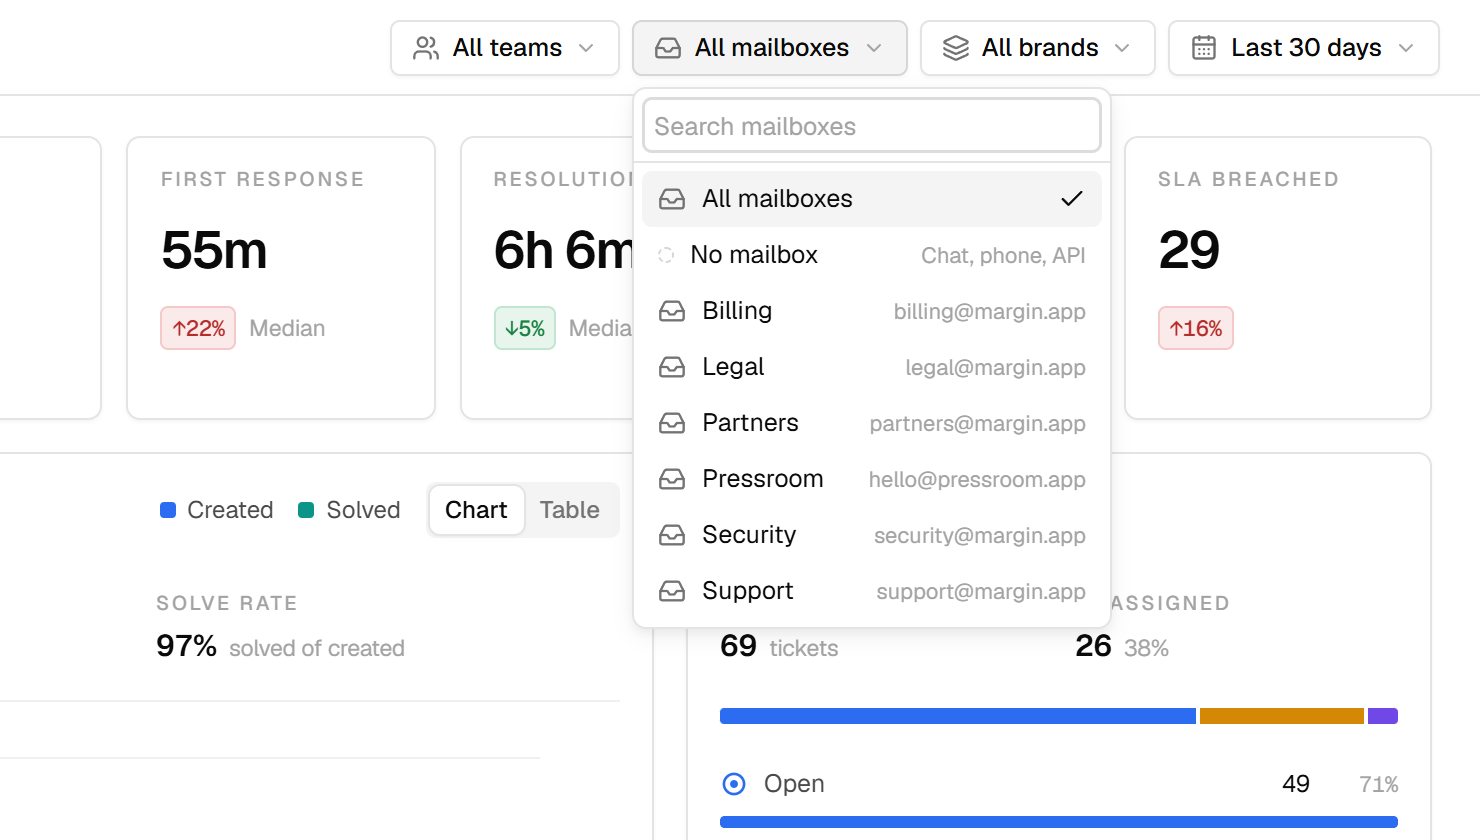 All teams
All mailboxes
All brands
Last 30 days
Search mailboxes
All mailboxes
No mailbox Chat, phone, API
Billing billing@margin.app
Legal legal@margin.app
Partners partners@margin.app
Pressroom hello@pressroom.app
Security security@margin.app
Support support@margin.app
FIRST RESPONSE
55m
↑22% Median
6h 6m
↓5%
SLA BREACHED
29
↑16%
Created
Solved
Chart
Table
SOLVE RATE
97% solved of created
69 tickets
ASSIGNED
26 38%
Open 49 71%